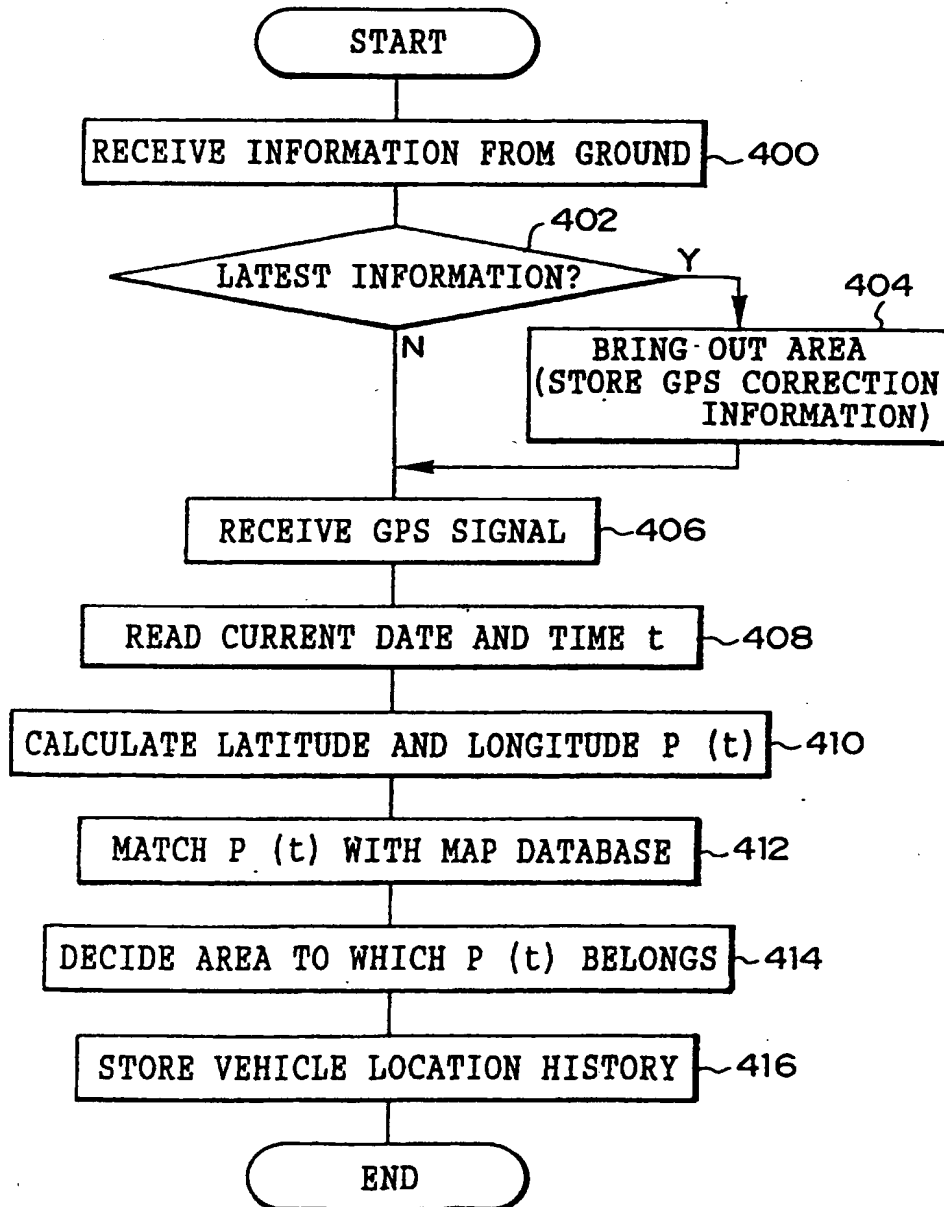 START
RECEIVE INFORMATION FROM GROUND
400
402
LATEST INFORMATION?
Y
N
404
BRING OUT AREA
(STORE GPS CORRECTION
INFORMATION)
RECEIVE GPS SIGNAL
406
READ CURRENT DATE AND TIME t
408
CALCULATE LATITUDE AND LONGITUDE P (t)
410
MATCH P (t) WITH MAP DATABASE
412
DECIDE AREA TO WHICH P (t) BELONGS
414
STORE VEHICLE LOCATION HISTORY
416
END